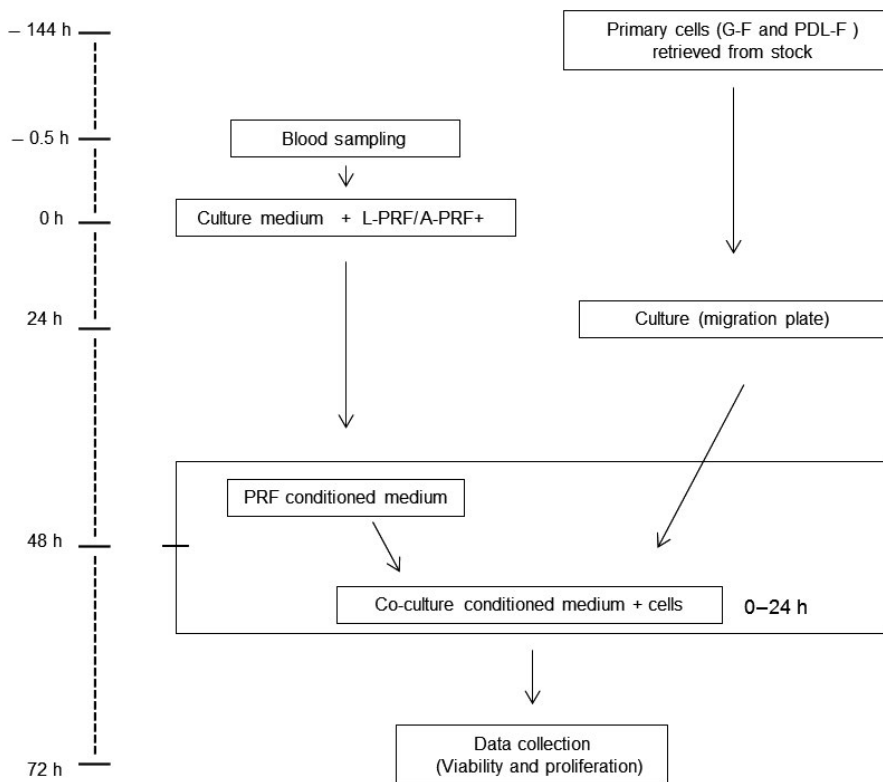 – 144 h
Primary cells (G-F and PDL-F )
retrieved from stock
– 0.5 h
Blood sampling
0 h
Culture medium + L-PRF/A-PRF+
24 h
Culture (migration plate)
PRF conditioned medium
48 h
Co-culture conditioned medium + cells
0–24 h
Data collection
(Viability and proliferation)
72 h